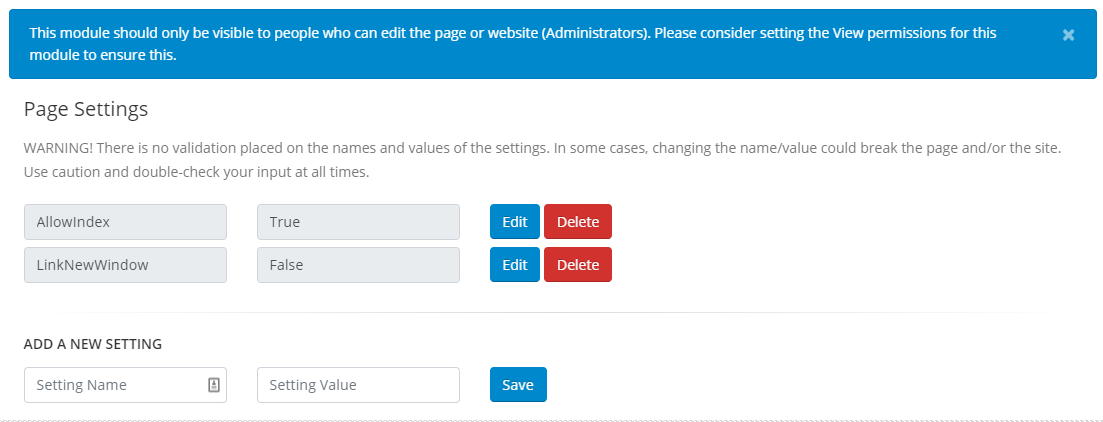 This module should only be visible to people who can edit the page or website (Administrators). Please consider setting the View permissions for this
module to ensure this.
×
Page Settings
WARNING! There is no validation placed on the names and values of the settings. In some cases, changing the name/value could break the page and/or the site.
Use caution and double-check your input at all times.
AllowIndex True Edit Delete
LinkNewWindow False Edit Delete
ADD A NEW SETTING
Setting Name Setting Value Save